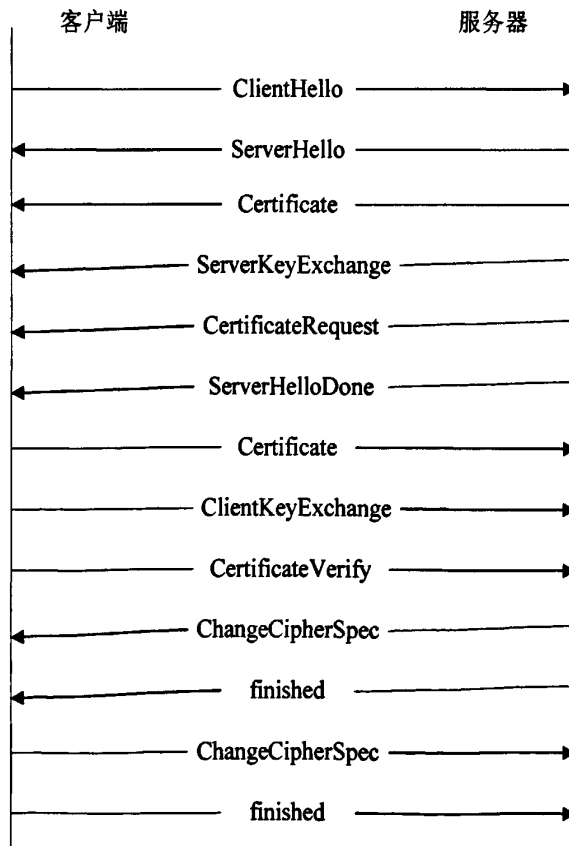 客户端 服务器
ClientHello
ServerHello
Certificate
ServerKeyExchange
CertificateRequest
ServerHelloDone
Certificate
ClientKeyExchange
CertificateVerify
ChangeCipherSpec
finished
ChangeCipherSpec
finished